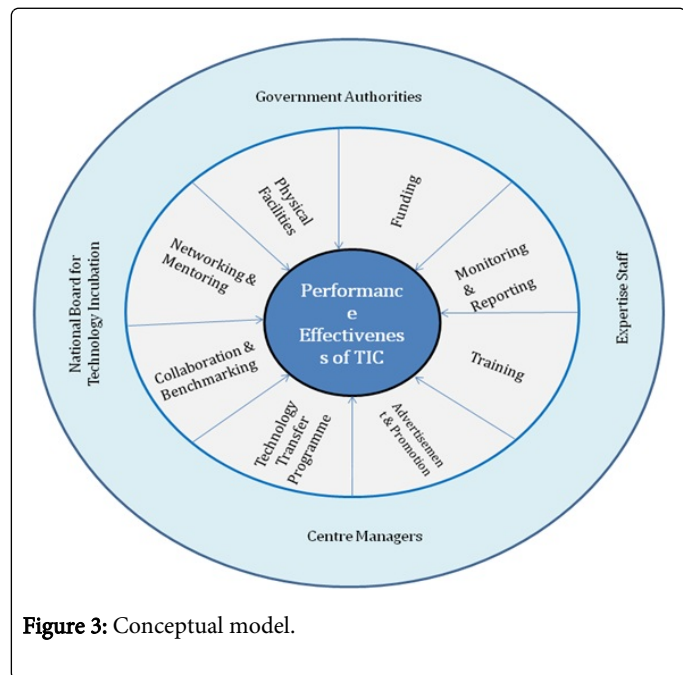 Government Authorities
Physical
Facilities
Funding
Networking &
Mentoring
Monitoring
&
Reporting
National Board for
Technology Incubation
Performanc
e
Effectivenes
s of TIC
Expertise Staff
Collaboration &
Benchmarking
Training
Technology
Transfer
Programme
Advertisemen
t & Promotion
Centre Managers
Figure 3: Conceptual model.